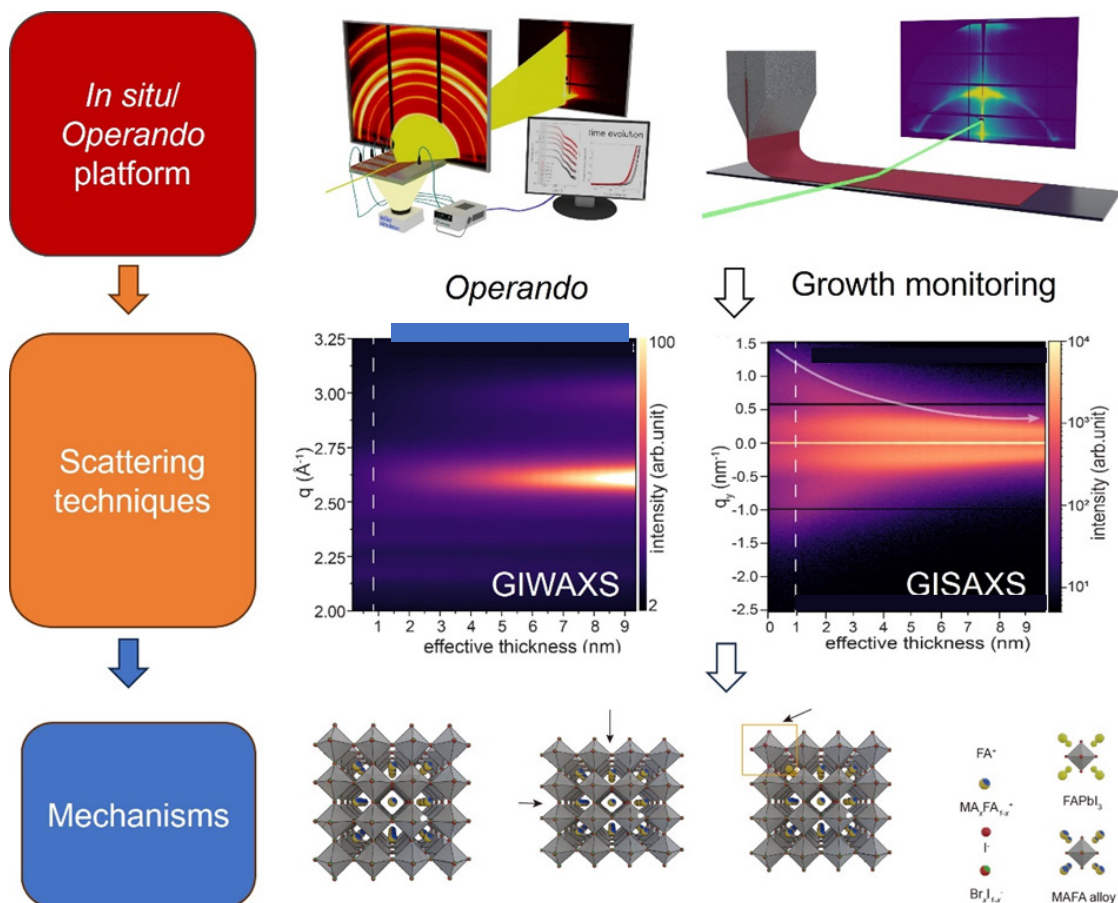 In situ/
Operando
platform
time evolution
Operando
Growth monitoring
Scattering
techniques
3.25
3.00
2.75
2.50
2.25
2.00
q (Å⁻¹)
1 2 3 4 5 6 7 8 9
effective thickness (nm)
GIWAXS
100
2
intensity (arb.unit)
1.5
1.0
0.5
0.0
-0.5
-1.0
-1.5
-2.0
-2.5
q_y (nm⁻¹)
0 1 2 3 4 5 6 7 8 9
effective thickness (nm)
GISAXS
10⁴
10³
10²
10¹
intensity (arb.unit)
Mechanisms
FA⁺
MAₓFA₁₋ₓ⁺
I⁻
BrₓI₁₋ₓ⁻
FAPbI₃
MAFA alloy